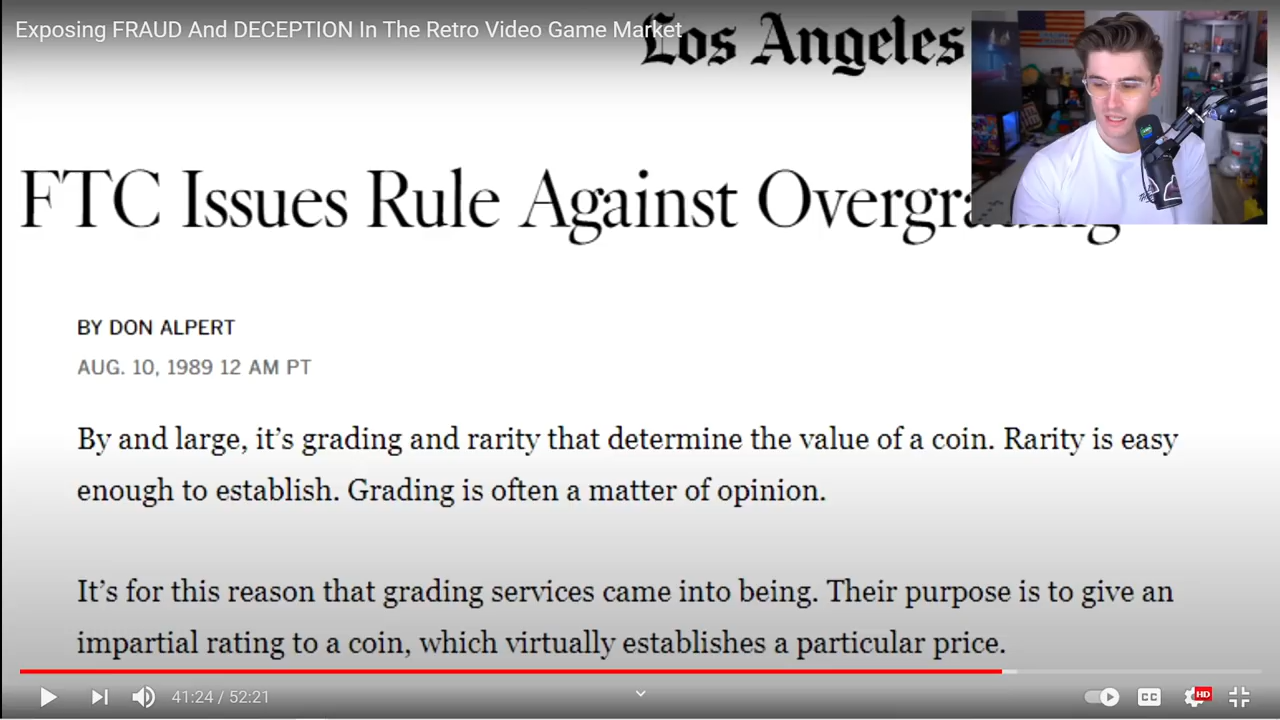 Exposing FRAUD And DECEPTION In The Retro Video Game Market
Los Angeles
FTC Issues Rule Against Overgrading
BY DON ALPERT
AUG. 10, 1989 12 AM PT
By and large, it’s grading and rarity that determine the value of a coin. Rarity is easy
enough to establish. Grading is often a matter of opinion.
It’s for this reason that grading services came into being. Their purpose is to give an
impartial rating to a coin, which virtually establishes a particular price.
41:24 / 52:21
CC
HD